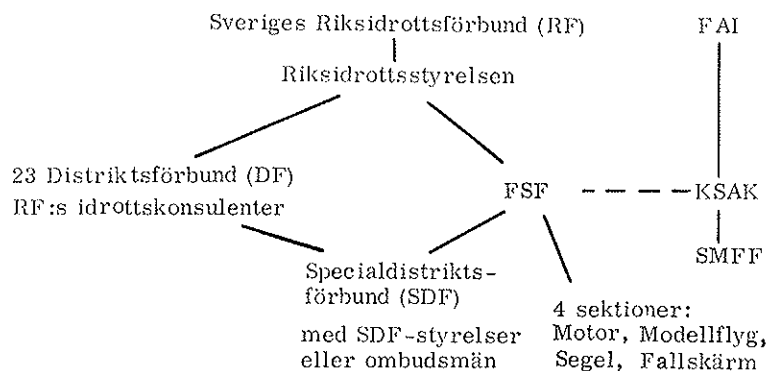 Sveriges Riksidrottsförbund (RF)
FAI
Riksidrottsstyrelsen
23 Distriktsförbund (DF)
RF:s idrottskonsulenter
FSF
KSAK
SMFF
Specialdistrikts-
förbund (SDF)
med SDF-styrelser
eller ombudsmän
4 sektioner:
Motor, Modellflyg,
Segel, Fallskärm